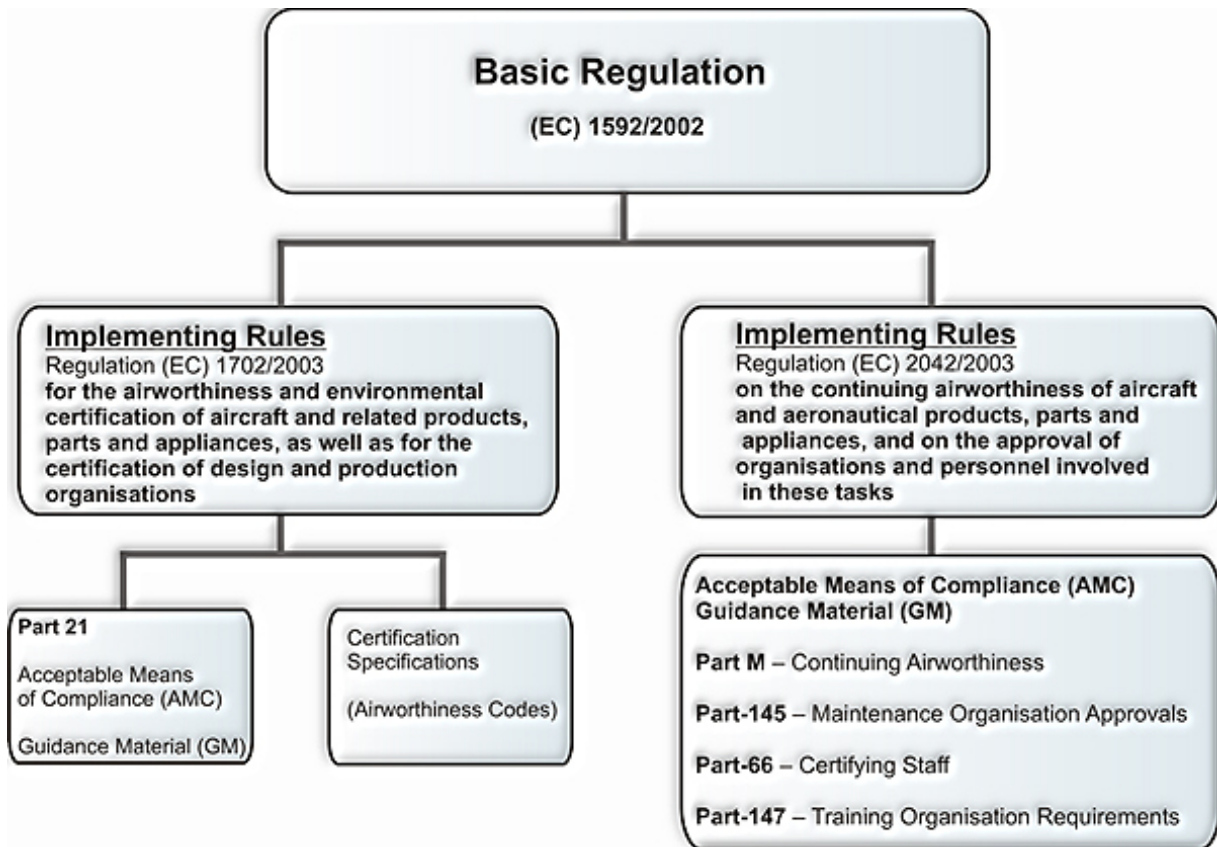 Basic Regulation
(EC) 1592/2002
Implementing Rules
Regulation (EC) 1702/2003
for the airworthiness and environmental
certification of aircraft and related products,
parts and appliances, as well as for the
certification of design and production
organisations
Implementing Rules
Regulation (EC) 2042/2003
on the continuing airworthiness of aircraft
and aeronautical products, parts and
appliances, and on the approval of
organisations and personnel involved
in these tasks
Part 21
Acceptable Means
of Compliance (AMC)
Guidance Material (GM)
Certification
Specifications
(Airworthiness Codes)
Acceptable Means of Compliance (AMC)
Guidance Material (GM)
Part M – Continuing Airworthiness
Part-145 – Maintenance Organisation Approvals
Part-66 – Certifying Staff
Part-147 – Training Organisation Requirements